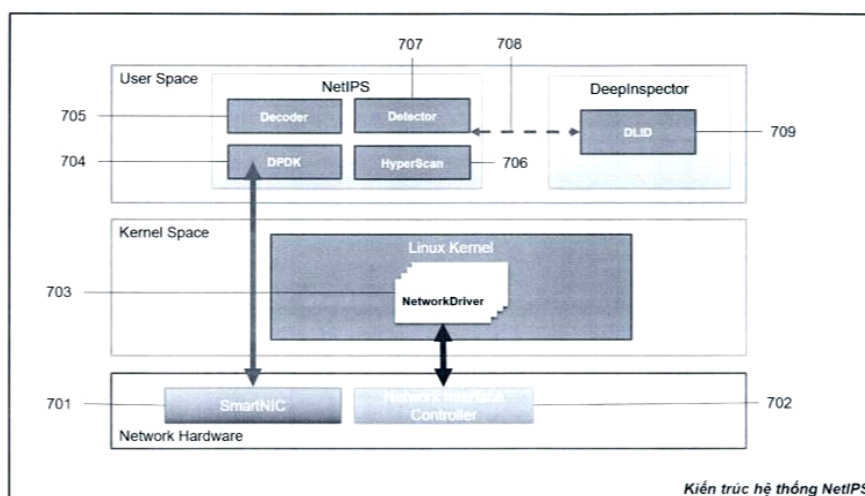 707
708
User Space
NetIPS
DeepInspector
705
Decoder
Detector
DLID
709
704
DPDK
HyperScan
706
Kernel Space
Linux Kernel
703
NetworkDriver
701
SmartNIC
Network Interface
Controller
702
Network Hardware
Kiến trúc hệ thống NetIPS